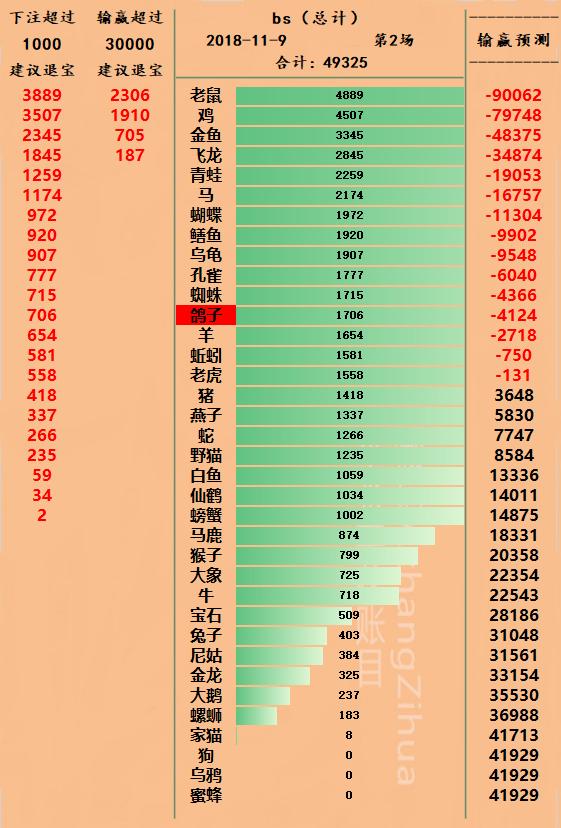 下注超过 输赢超过 bs（总计） --------------
1000 30000 2018-11-9 第2场 输赢预测
建议退宝 建议退宝 合计：49325 --------------
3889 2306 老鼠 4889 -90062
3507 1910 鸡 4507 -79748
2345 705 金鱼 3345 -48375
1845 187 飞龙 2845 -34874
1259 青蛙 2259 -19053
1174 马 2174 -16757
972 蝴蝶 1972 -11304
920 鳝鱼 1920 -9902
907 乌龟 1907 -9548
777 孔雀 1777 -6040
715 蜘蛛 1715 -4366
706 鸽子 1706 -4124
654 羊 1654 -2718
581 蚯蚓 1581 -750
558 老虎 1558 -131
418 猪 1418 3648
337 燕子 1337 5830
266 蛇 1266 7747
235 野猫 1235 8584
59 白鱼 1059 13336
34 仙鹤 1034 14011
2 螃蟹 1002 14875
马鹿 874 18331
猴子 799 20358
大象 725 22354
牛 718 22543
宝石 509 28186
兔子 403 31048
尼姑 384 31561
金龙 325 33154
大鹅 237 35530
螺蛳 183 36988
家猫 8 41713
狗 0 41929
乌鸦 0 41929
蜜蜂 0 41929
hangZihua